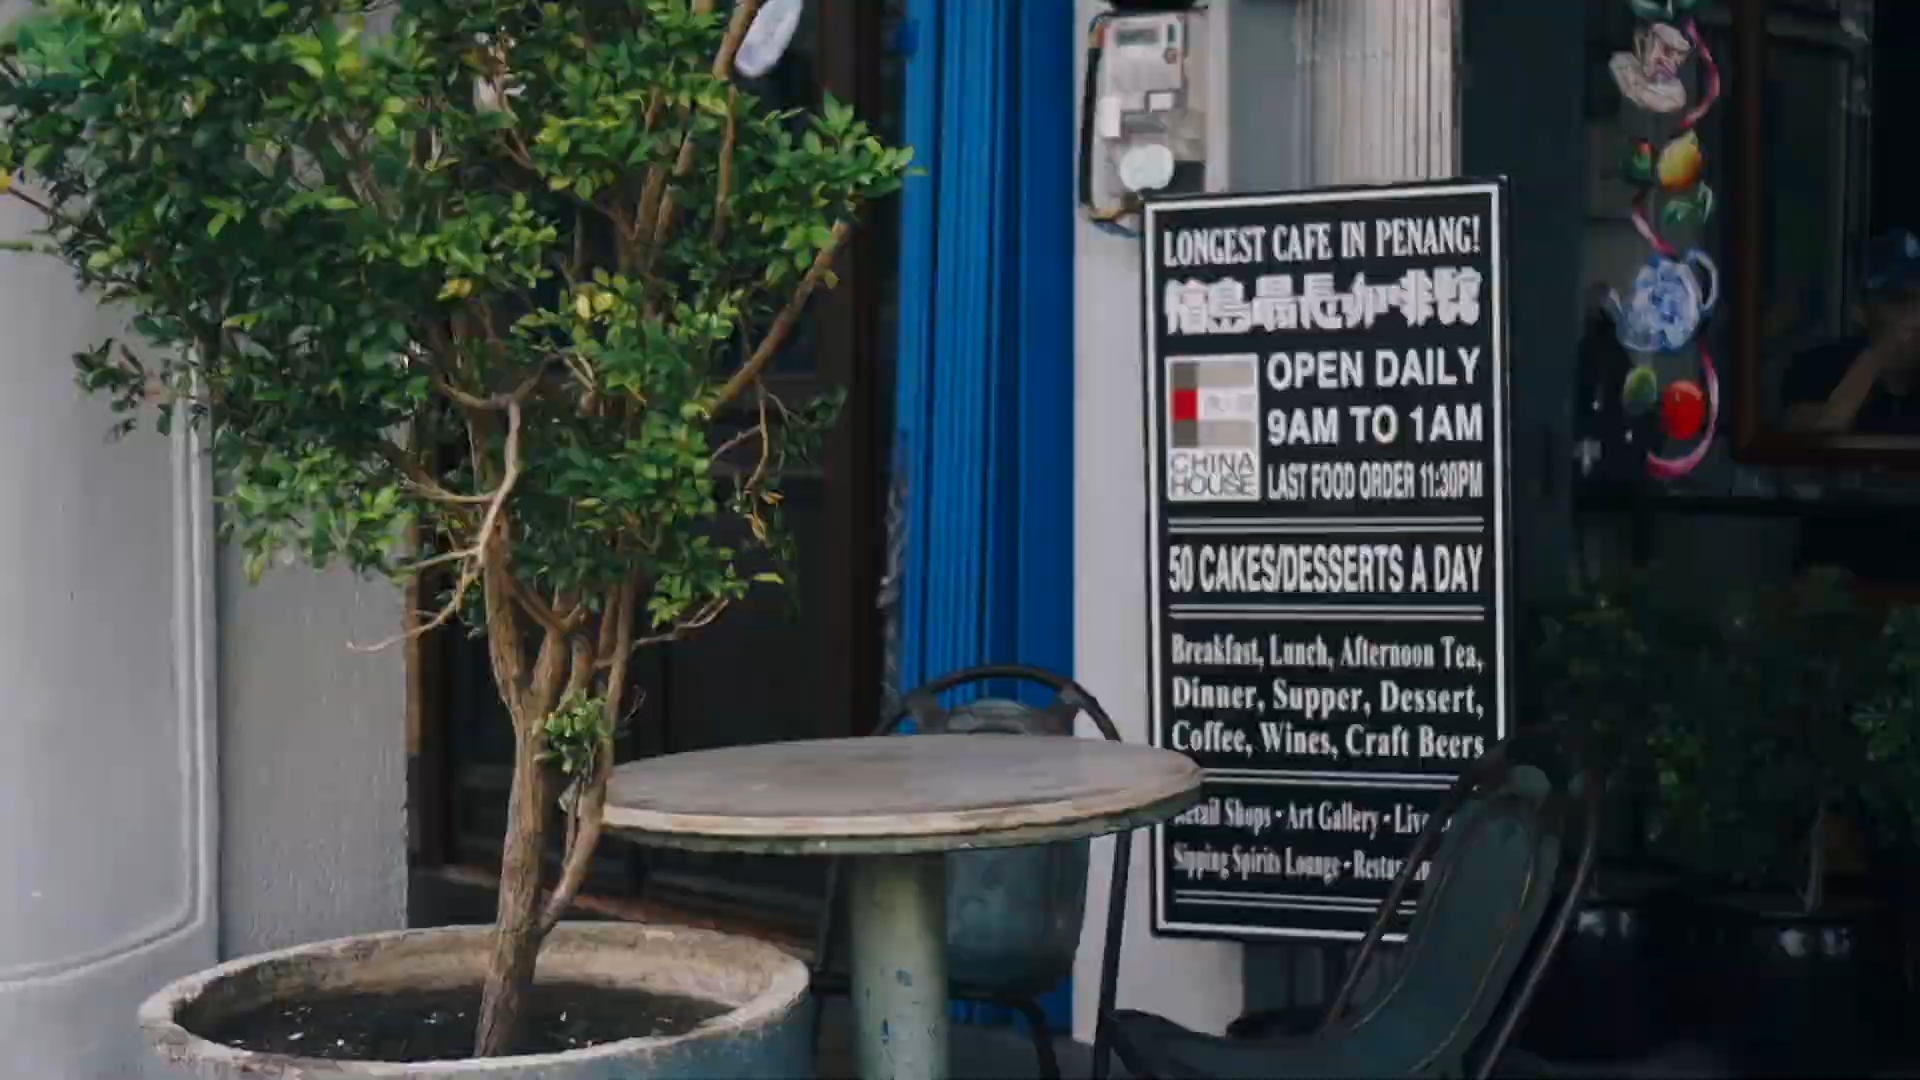 LONGEST CAFE IN PENANG!
檳島最長咖啡館
OPEN DAILY
9AM TO 1AM
CHINA
HOUSE
LAST FOOD ORDER 11:30PM
50 CAKES/DESSERTS A DAY
Breakfast, Lunch, Afternoon Tea,
Dinner, Supper, Dessert,
Coffee, Wines, Craft Beers
Shops • Art Gallery •
Sipping Spirits Lounge •